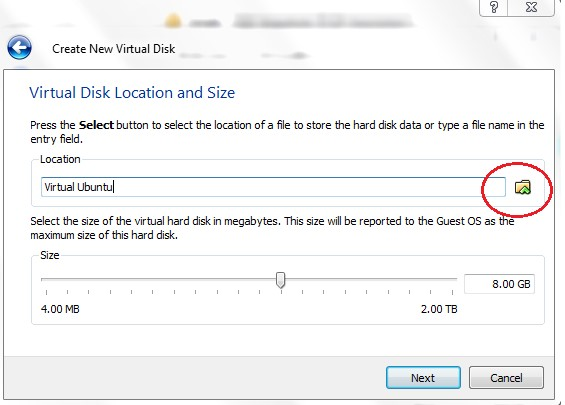 ?
Create New Virtual Disk
Virtual Disk Location and Size
Press the Select button to select the location of a file to store the hard disk data or type a file name in the
entry field.
Location
Virtual Ubuntu
Select the size of the virtual hard disk in megabytes. This size will be reported to the Guest OS as the
maximum size of this hard disk.
Size
8.00 GB
4.00 MB 2.00 TB
Next Cancel